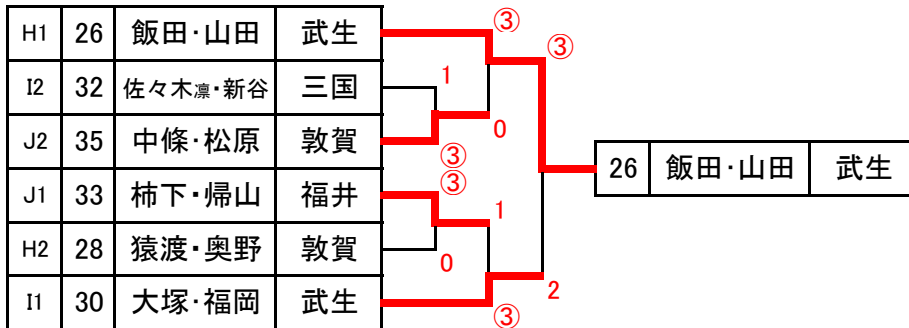 H1 26 飯田・山田 武生
③
③
I2 32 佐々木凛・新谷 三国
1
0
J2 35 中條・松原 敦賀
③
26 飯田・山田 武生
J1 33 柿下・帰山 福井
③
1
H2 28 猿渡・奥野 敦賀
0
2
I1 30 大塚・福岡 武生
③